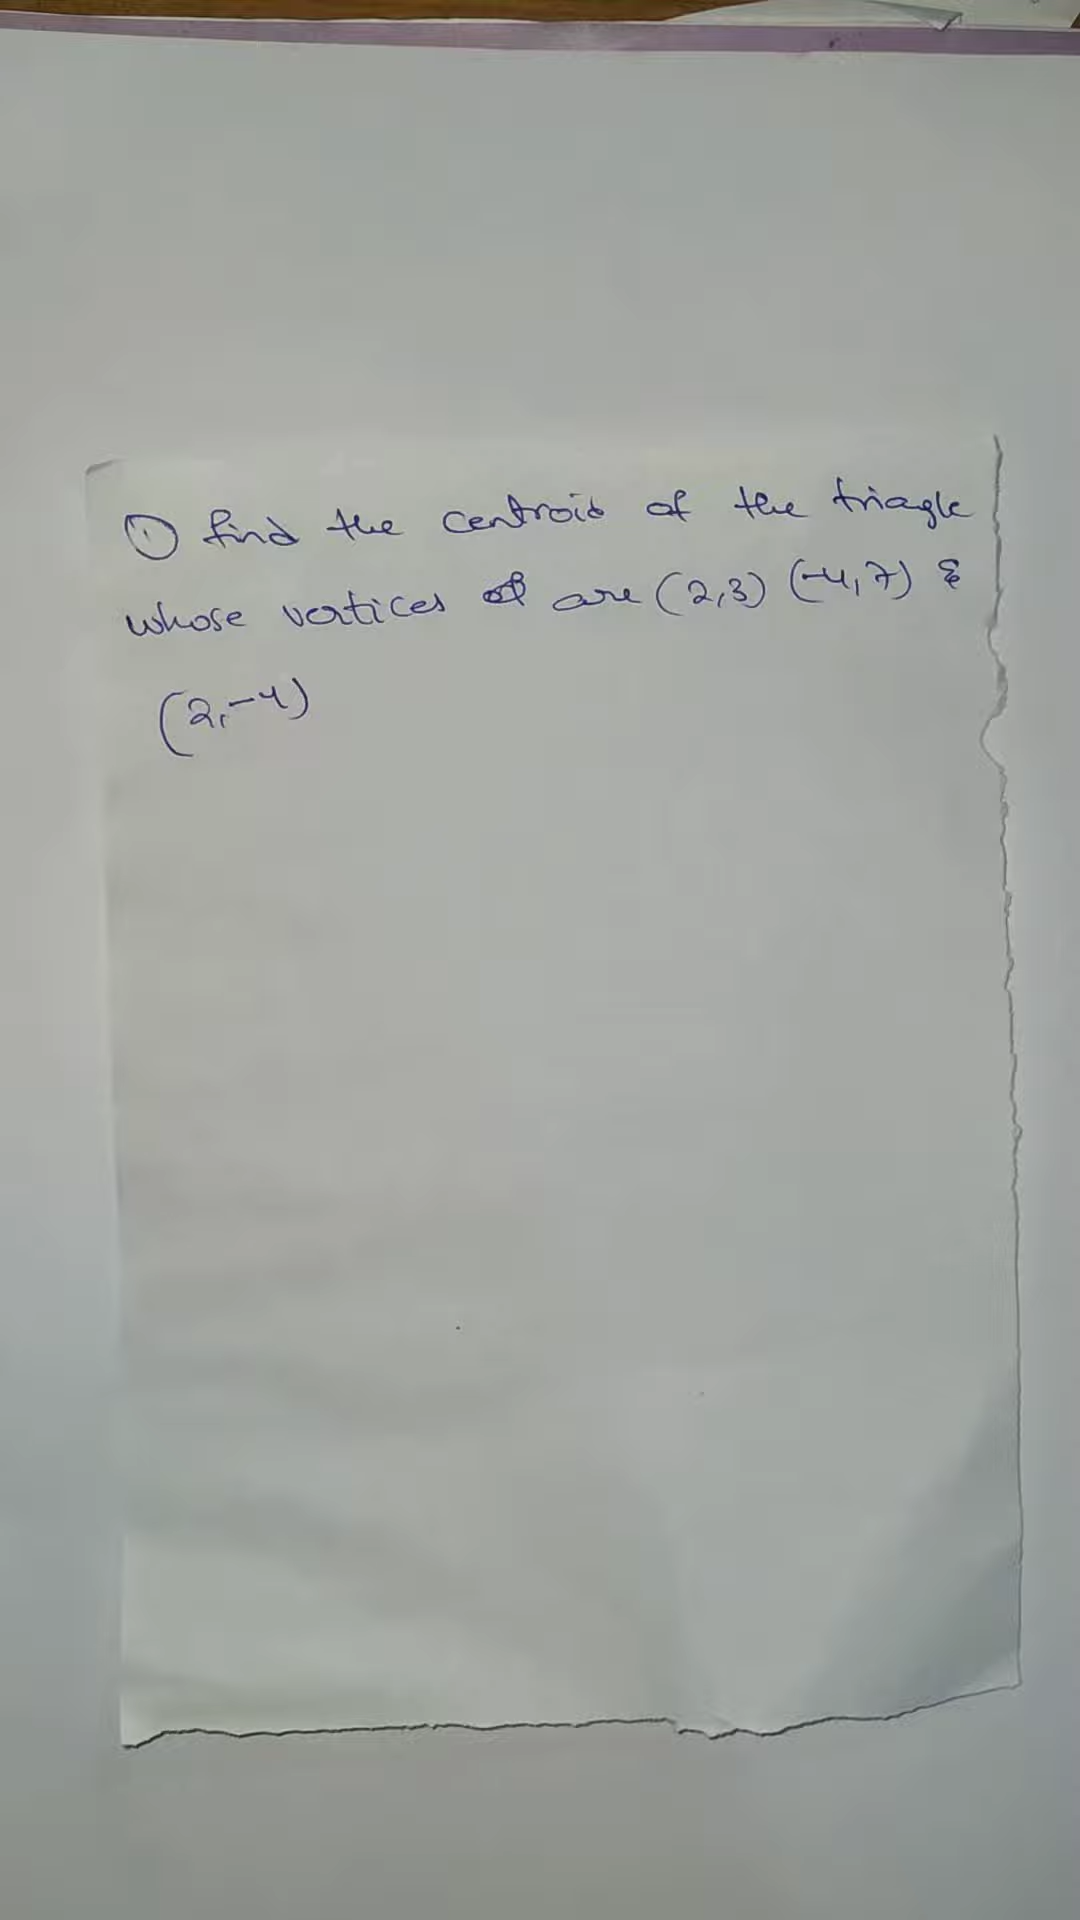 ① find the centroid of the triagle
whose vertices are (2,3) (-4,7) &
(2,-4)